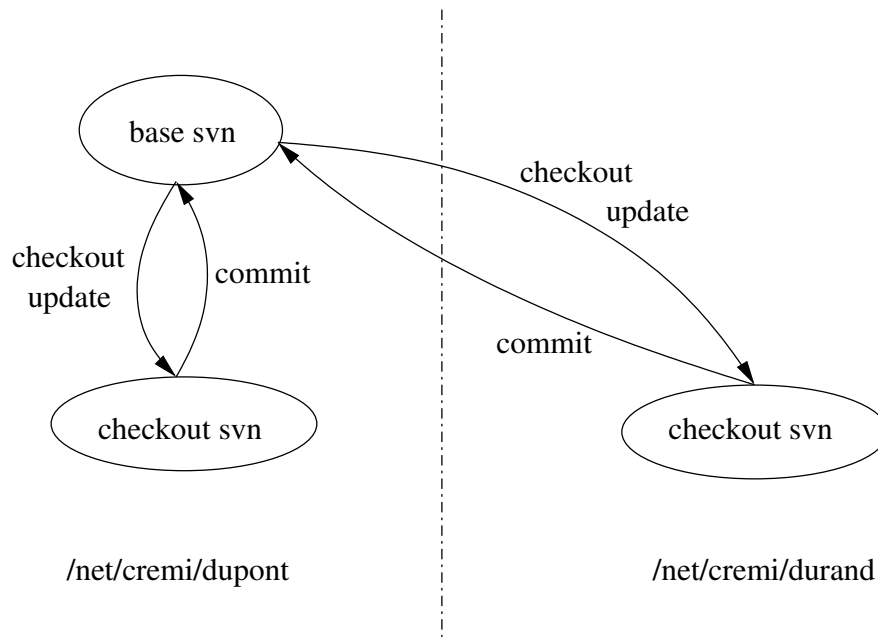 base svn
checkout
update
checkout
update
commit
commit
checkout svn
checkout svn
/net/cremi/dupont
/net/cremi/durand